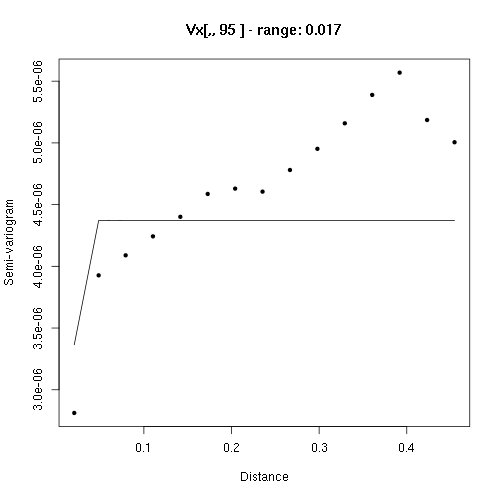 Vx[,, 95 ] - range: 0.017
5.5e-06
5.0e-06
4.5e-06
4.0e-06
3.5e-06
3.0e-06
Semi-variogram
0.1 0.2 0.3 0.4
Distance